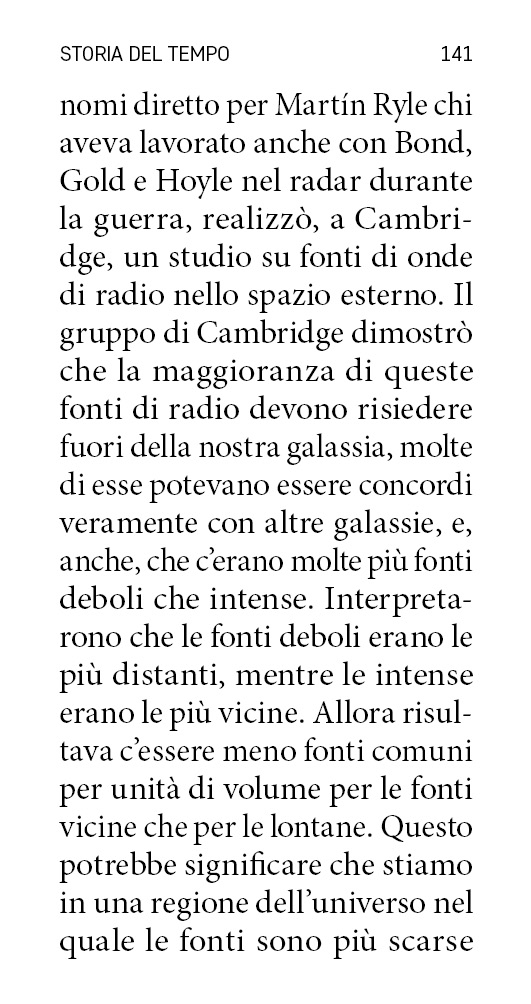 STORIA DEL TEMPO 141
nomi diretto per Martín Ryle chi
aveva lavorato anche con Bond,
Gold e Hoyle nel radar durante
la guerra, realizzò, a Cambri-
dge, un studio su fonti di onde
di radio nello spazio esterno. Il
gruppo di Cambridge dimostrò
che la maggioranza di queste
fonti di radio devono risiedere
fuori della nostra galassia, molte
di esse potevano essere concordi
veramente con altre galassie, e,
anche, che c’erano molte più fonti
deboli che intense. Interpreta-
rono che le fonti deboli erano le
più distanti, mentre le intense
erano le più vicine. Allora risul-
tava c’essere meno fonti comuni
per unità di volume per le fonti
vicine che per le lontane. Questo
potrebbe significare che stiamo
in una regione dell’universo nel
quale le fonti sono più scarse